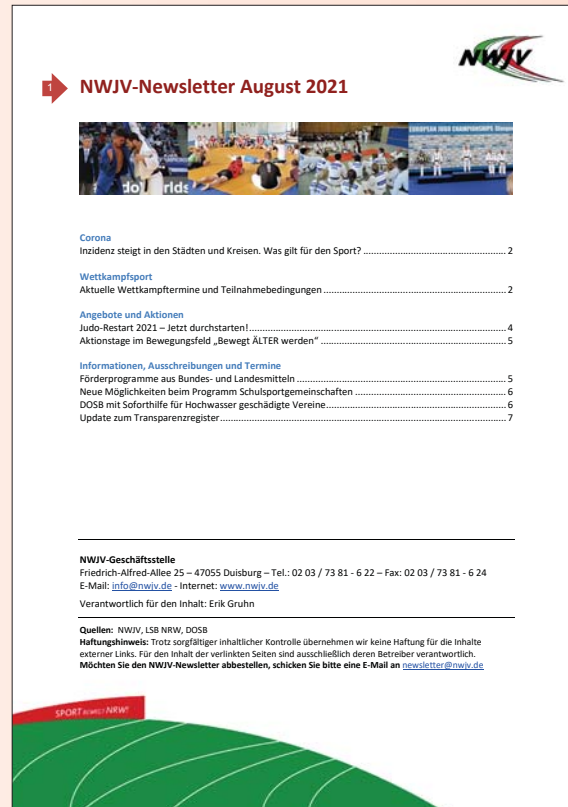 NWJV
1
NWJV-Newsletter August 2021
EUROPEAN JUDO CHAMPIONSHIPS
Corona
Inzidenz steigt in den Städten und Kreisen. Was gilt für den Sport? 2
Wettkampfsport
Aktuelle Wettkampftermine und Teilnahmebedingungen 2
Angebote und Aktionen
Judo-Restart 2021 – Jetzt durchstarten! 4
Aktionstage im Bewegungsfeld „Bewegt ÄLTER werden“ 5
Informationen, Ausschreibungen und Termine
Förderprogramme aus Bundes- und Landesmitteln 5
Neue Möglichkeiten beim Programm Schulsportgemeinschaften 6
DOSB mit Soforthilfe für Hochwasser geschädigte Vereine 6
Update zum Transparenzregister 7
NWJV-Geschäftsstelle
Friedrich-Alfred-Allee 25 – 47055 Duisburg – Tel.: 02 03 / 73 81 - 6 22 – Fax: 02 03 / 73 81 - 6 24
E-Mail: info@nwjv.de - Internet: www.nwjv.de
Verantwortlich für den Inhalt: Erik Gruhn
Quellen: NWJV, LSB NRW, DOSB
Haftungshinweis: Trotz sorgfältiger inhaltlicher Kontrolle übernehmen wir keine Haftung für die Inhalte
externer Links. Für den Inhalt der verlinkten Seiten sind ausschließlich deren Betreiber verantwortlich.
Möchten Sie den NWJV-Newsletter abbestellen, schicken Sie bitte eine E-Mail an newsletter@nwjv.de
SPORT BEWEGT NRW!